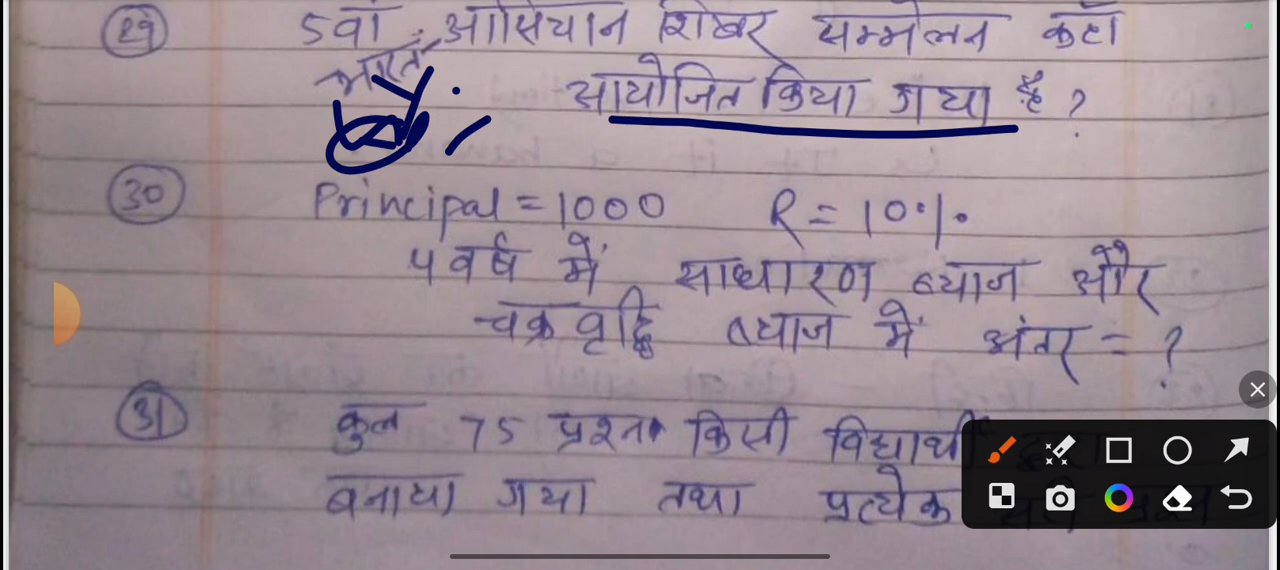 29 5वां आसियान शिखर सम्मेलन कहाँ
भारत
आयोजित किया गया है ?
30 Principal = 1000 R = 10%
4 वर्ष में साधारण ब्याज और
चक्रवृद्धि ब्याज में अंतर = ?
31 कुल 75 प्रश्न किसी विद्यार्थी
बनाया गया तथा प्रत्येक